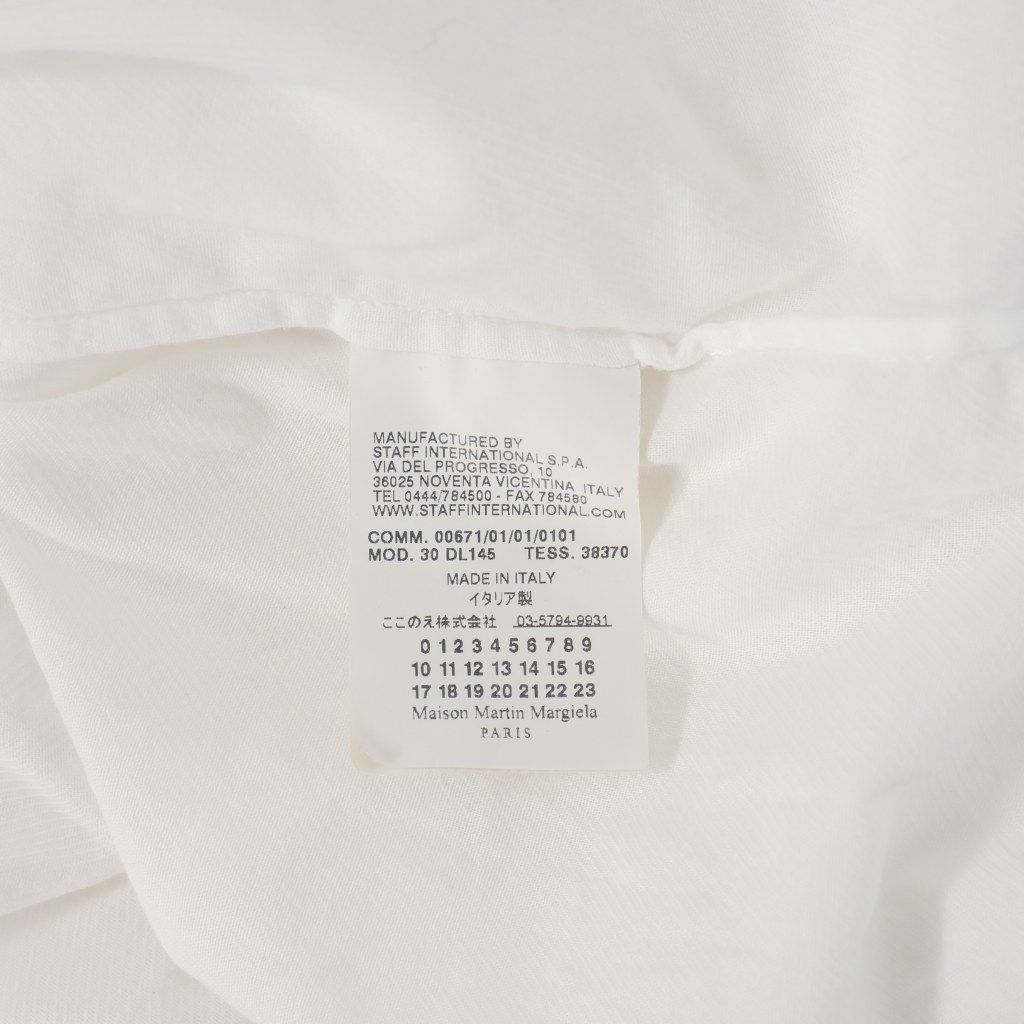 MANUFACTURED BY
STAFF INTERNATIONAL S.P.A.
VIA DEL PROGRESSO, 10
36025 NOVENTA VICENTINA ITALY
TEL 0444/784500 - FAX 784580
WWW.STAFFINTERNATIONAL.COM
COMM. 00671/01/01/0101
MOD. 30 DL145 TESS. 38370
MADE IN ITALY
イタリア製
ここのえ株式会社 03-5794-9931
0 1 2 3 4 5 6 7 8 9
10 11 12 13 14 15 16
17 18 19 20 21 22 23
Maison Martin Margiela
PARIS